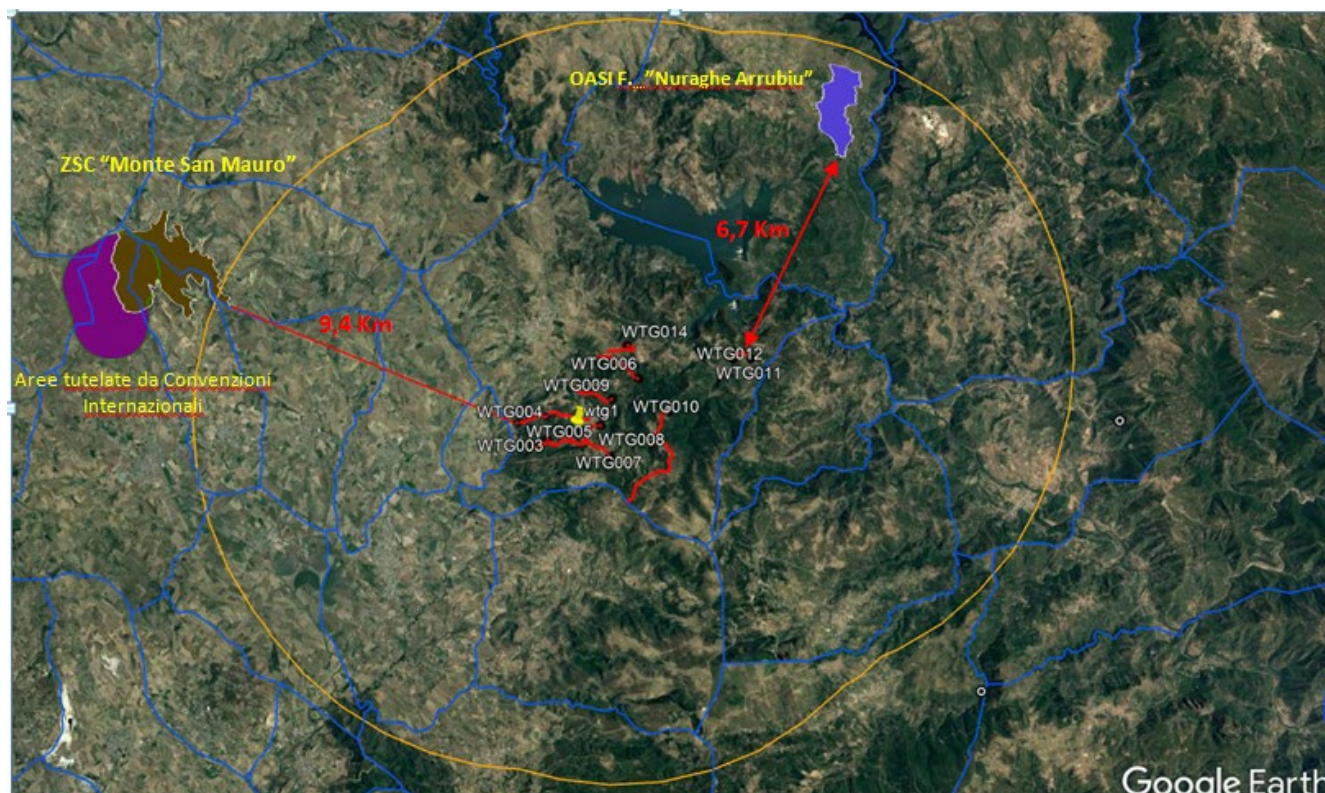 OASI F. "Nuraghe Arrubiu"
ZSC "Monte San Mauro"
6,7 Km
9,4 Km
Aree tutelate da Convenzioni
Internazionali
WTG014
WTG012
WTG006
WTG011
WTG009
WTG004
wtg1
WTG010
WTG005
WTG003
WTG008
WTG007
Google Earth